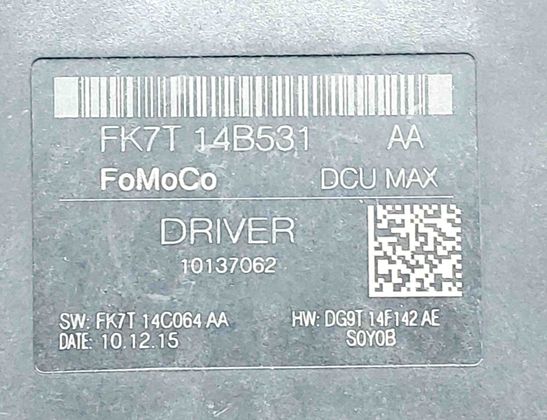 FK7T 14B531 AA
FoMoCo DCU MAX
DRIVER
10137062
SW: FK7T 14C064 AA HW: DG9T 14F142 AE
DATE: 10.12.15 S0Y0B